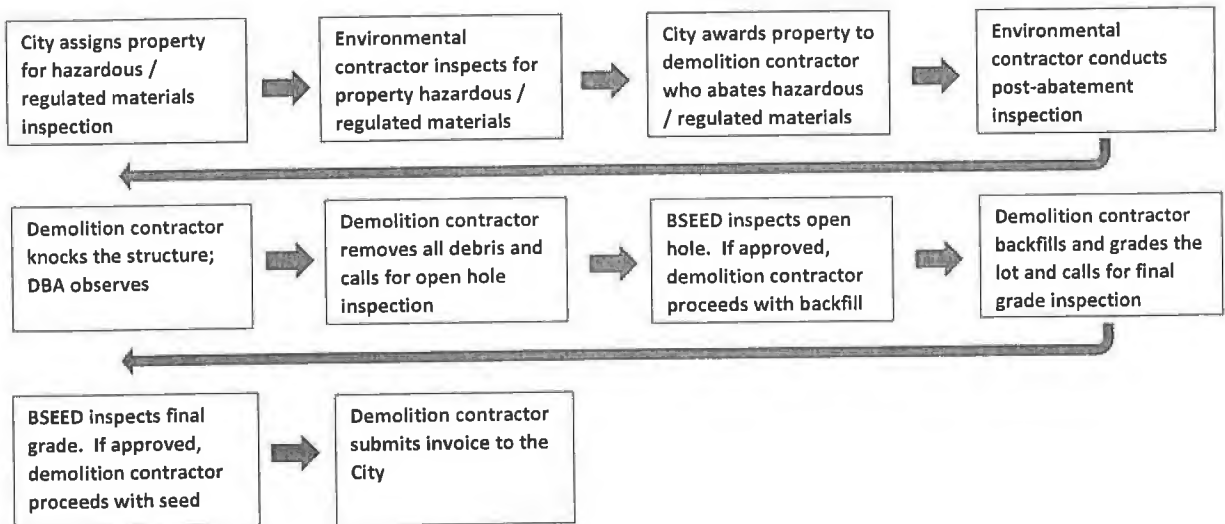 City assigns property
for hazardous /
regulated materials
inspection
Environmental
contractor inspects for
property hazardous /
regulated materials
City awards property to
demolition contractor
who abates hazardous
/ regulated materials
Environmental
contractor conducts
post-abatement
inspection
Demolition contractor
knocks the structure;
DBA observes
Demolition contractor
removes all debris and
calls for open hole
inspection
BSEED inspects open
hole. If approved,
demolition contractor
proceeds with backfill
Demolition contractor
backfills and grades the
lot and calls for final
grade inspection
BSEED inspects final
grade. If approved,
demolition contractor
proceeds with seed
Demolition contractor
submits invoice to the
City